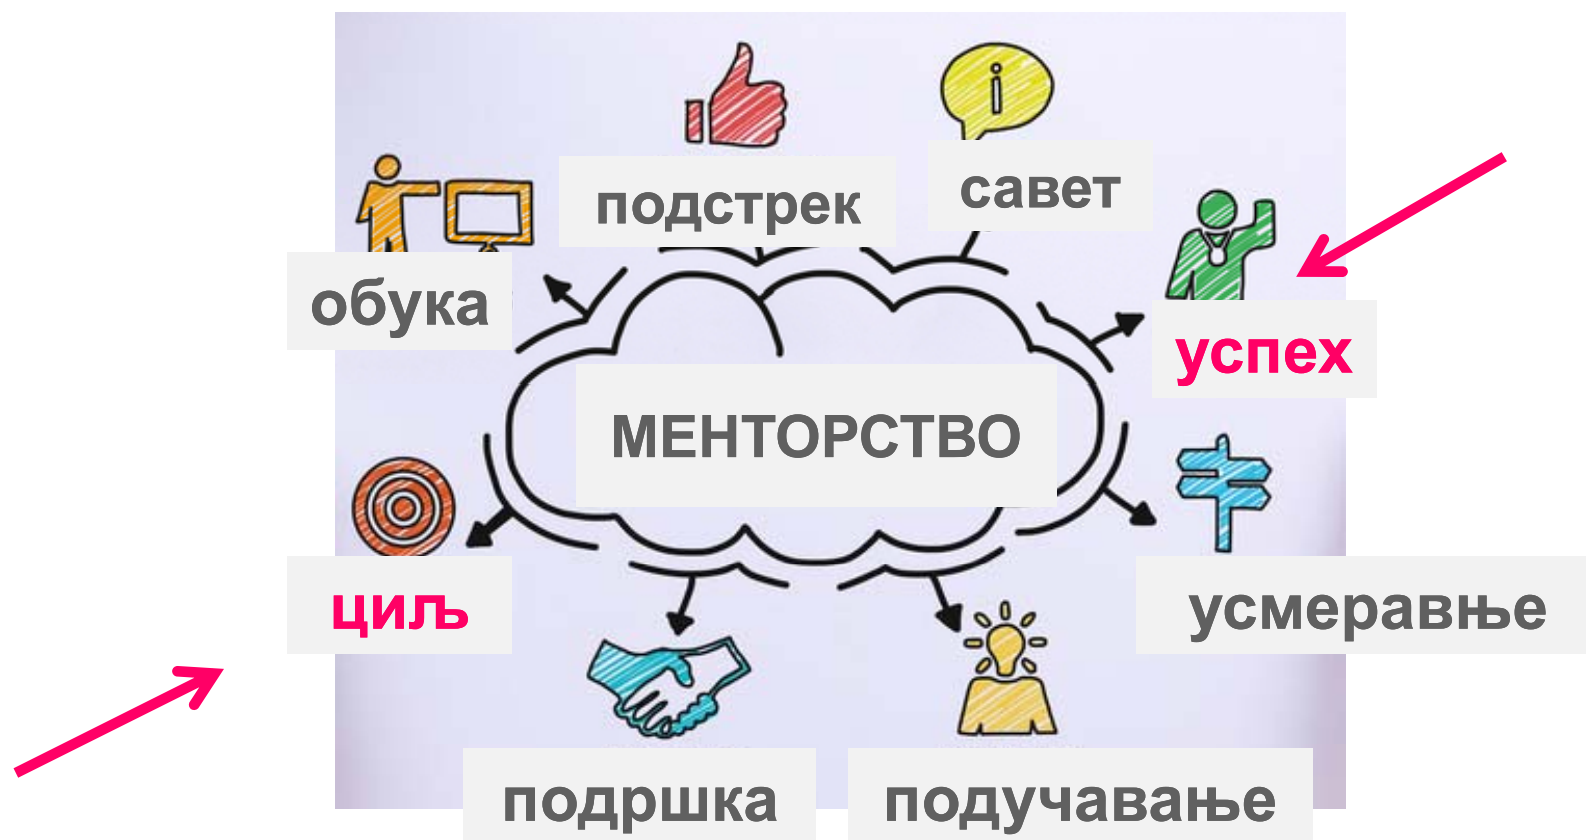 подстрек
савет
обука
успех
МЕНТОРСТВО
циљ
усмеравње
подршка
подучавање